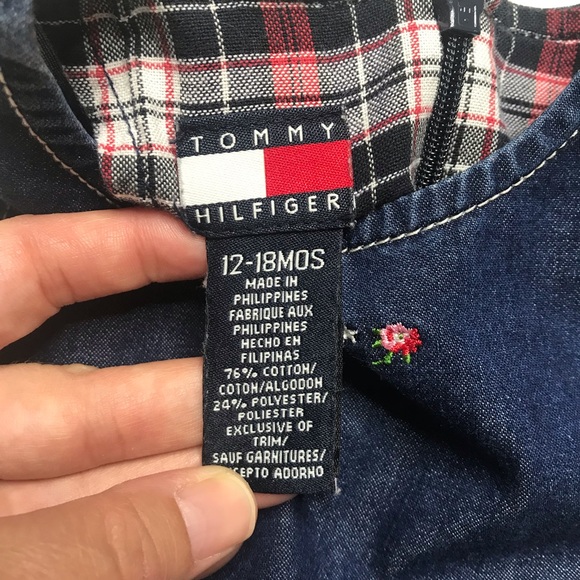 TOMMY
HILFIGER
12-18MOS
MADE IN
PHILIPPINES
FABRIQUE AUX
PHILIPPINES
HECHO EN
FILIPINAS
76% COTTON/
COTON/ALGODON
24% POLYESTER/
POLIESTER
EXCLUSIVE OF
TRIM/
SAUF GARNITURES/
CEPTO ADORNO